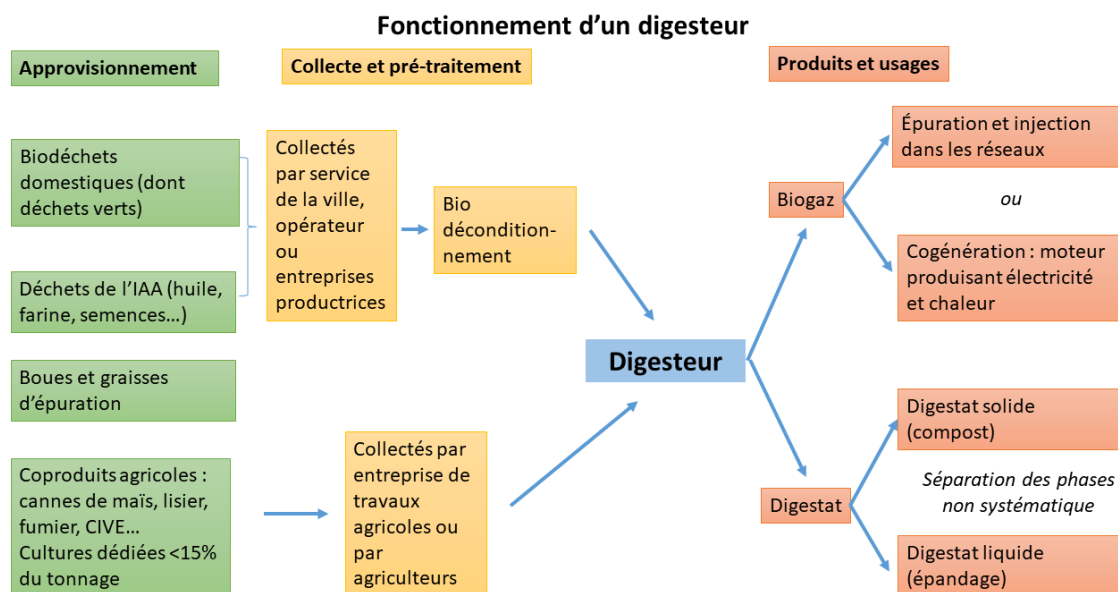 Fonctionnement d’un digesteur
Approvisionnement
Collecte et pré-traitement
Produits et usages
Biodéchets
domestiques (dont
déchets verts)
Déchets de l’IAA (huile,
farine, semences…)
Boues et graisses
d’épuration
Coproduits agricoles :
cannes de maïs, lisier,
fumier, CIVE…
Cultures dédiées <15%
du tonnage
Collectés
par service
de la ville,
opérateur
ou
entreprises
productrices
Bio
décondition-
nement
Collectés par
entreprise de
travaux
agricoles ou
par
agriculteurs
Digesteur
Biogaz
Épuration et injection
dans les réseaux
ou
Cogénération : moteur
produisant électricité
et chaleur
Digestat
Digestat solide
(compost)
Séparation des phases
non systématique
Digestat liquide
(épandage)